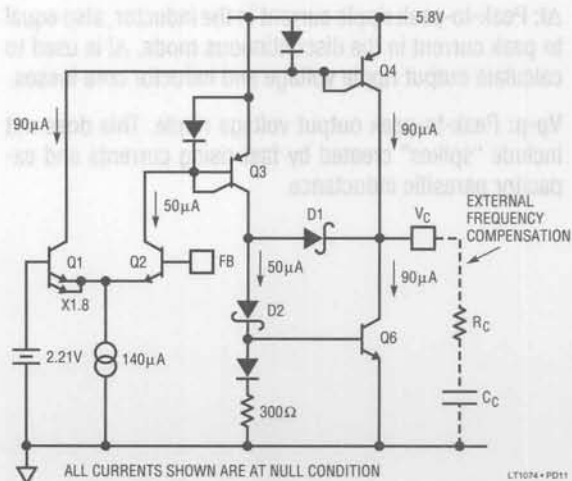 ΔI: Peak-to-peak ripple current in the inductor, also equal
to peak current in the discontinuous mode. ΔI is used to
calculate output ripple voltage and inductor core losses.
Vp-p: Peak-to-peak output voltage ripple. This does not
include "spikes" created by fast rising currents and ca-
pacitor parasitic inductance.
5.8V
Q4
90µA
90µA
Q3
50µA
D1
VC
EXTERNAL
FREQUENCY
COMPENSATION
Q1
Q2
FB
50µA
90µA
X1.8
D2
Q6
RC
2.21V
140µA
300Ω
CC
ALL CURRENTS SHOWN ARE AT NULL CONDITION
LT1074 • PD11